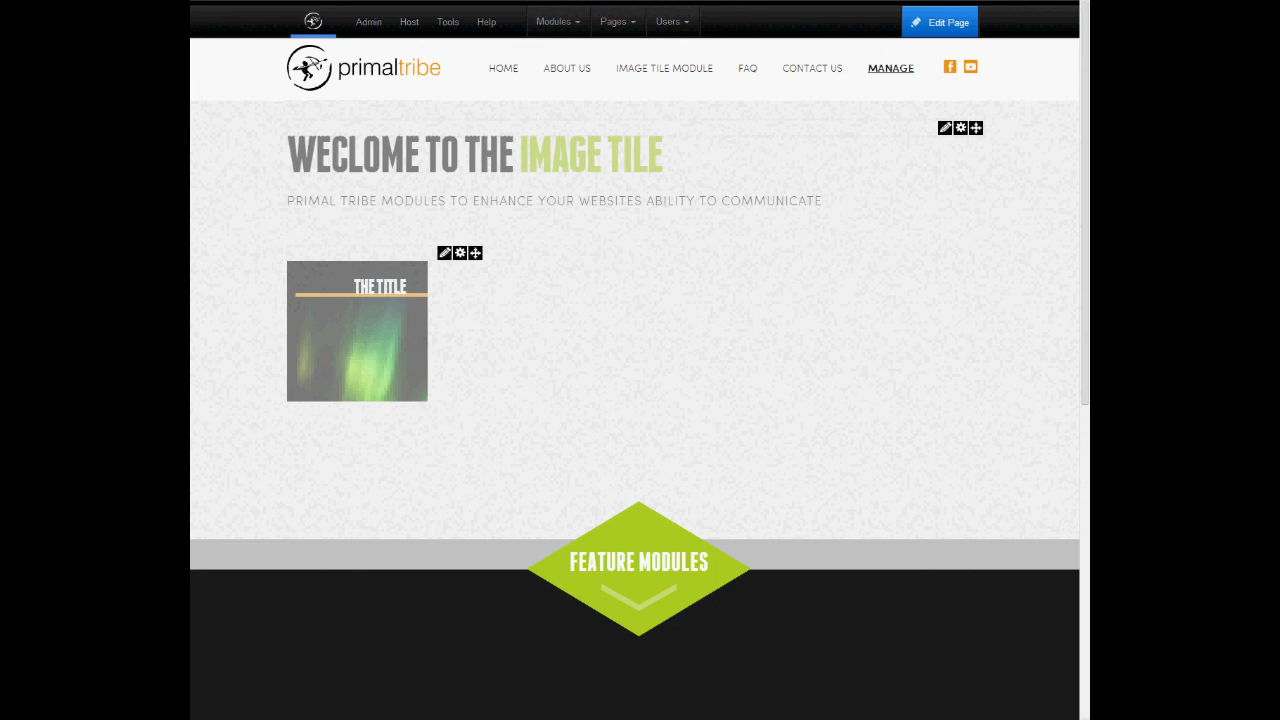 Admin Host Tools Help Modules Pages Users Edit Page
primaltribe HOME ABOUT US IMAGE TILE MODULE FAQ CONTACT US MANAGE
WECLOME TO THE IMAGE TILE
PRIMAL TRIBE MODULES TO ENHANCE YOUR WEBSITES ABILITY TO COMMUNICATE
THE TITLE
FEATURE MODULES